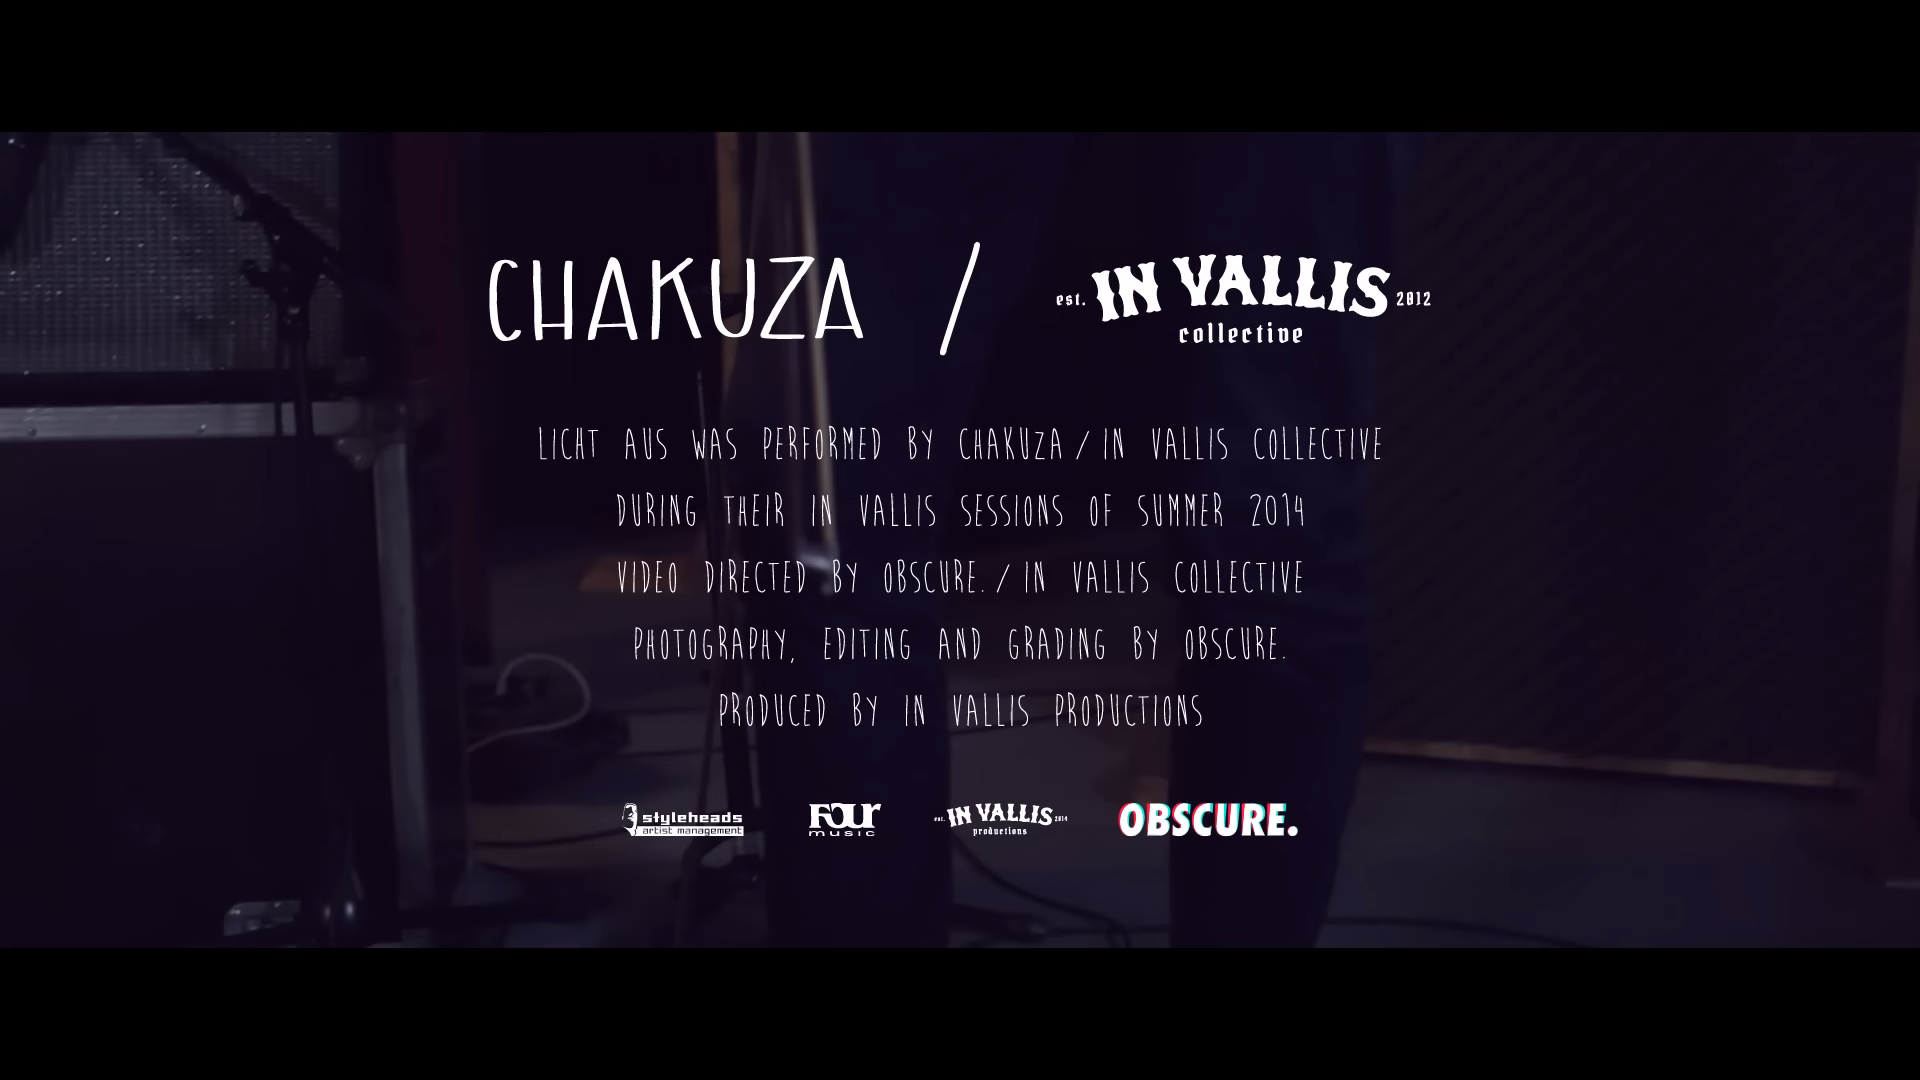 CHAKUZA / est. IN VALLIS 2012
collective
LICHT AUS WAS PERFORMED BY CHAKUZA / IN VALLIS COLLECTIVE
DURING THEIR IN VALLIS SESSIONS OF SUMMER 2014
VIDEO DIRECTED BY OBSCURE. / IN VALLIS COLLECTIVE
PHOTOGRAPHY, EDITING AND GRADING BY OBSCURE.
PRODUCED BY IN VALLIS PRODUCTIONS
styleheads
artist management
Four
music
est. IN VALLIS 2014
productions
OBSCURE.